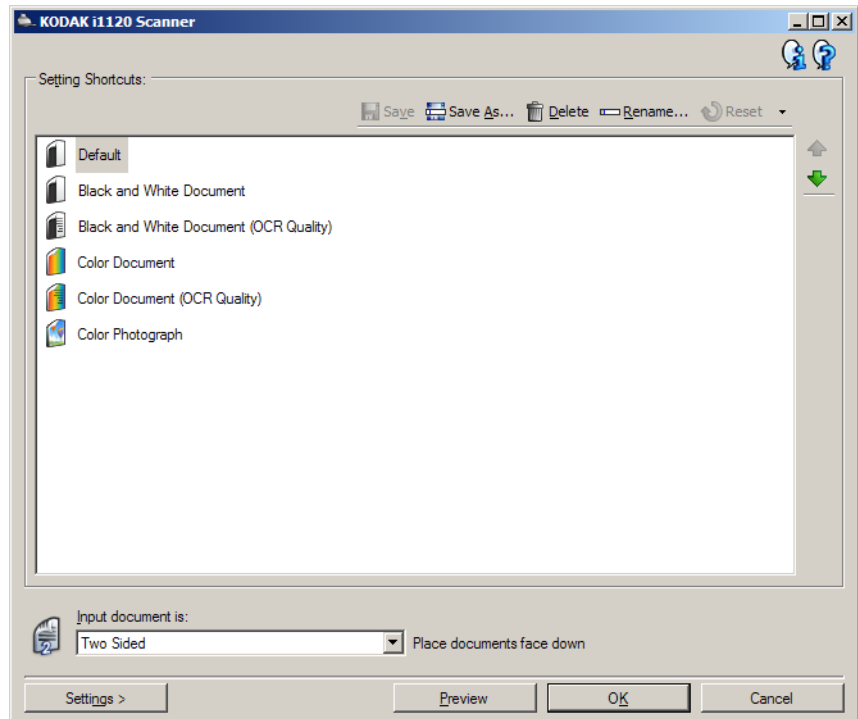 KODAK i1120 Scanner
Setting Shortcuts:
Save Save As... Delete Rename... Reset
Default
Black and White Document
Black and White Document (OCR Quality)
Color Document
Color Document (OCR Quality)
Color Photograph
Input document is:
2 Two Sided Place documents face down
Settings > Preview OK Cancel